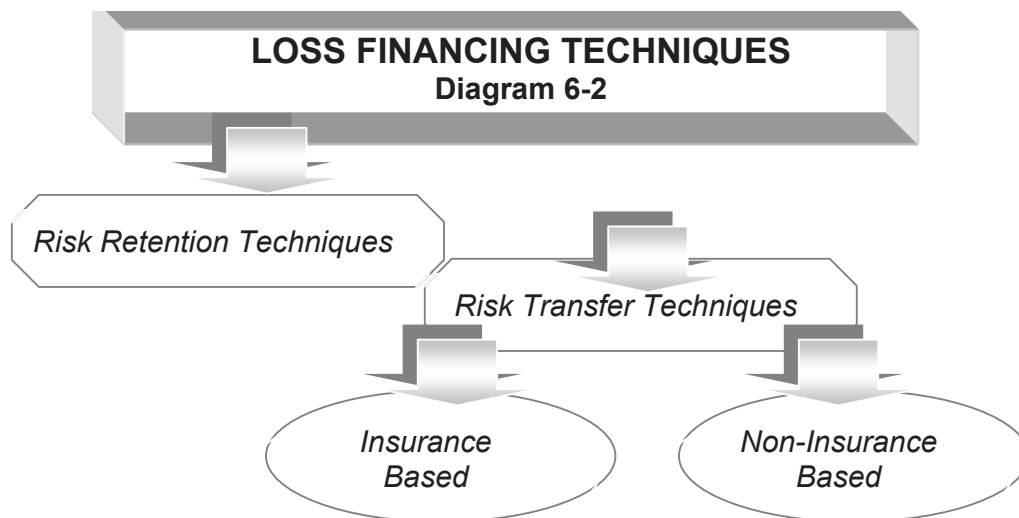 LOSS FINANCING TECHNIQUES
Diagram 6-2
Risk Retention Techniques
Risk Transfer Techniques
Insurance
Based
Non-Insurance
Based